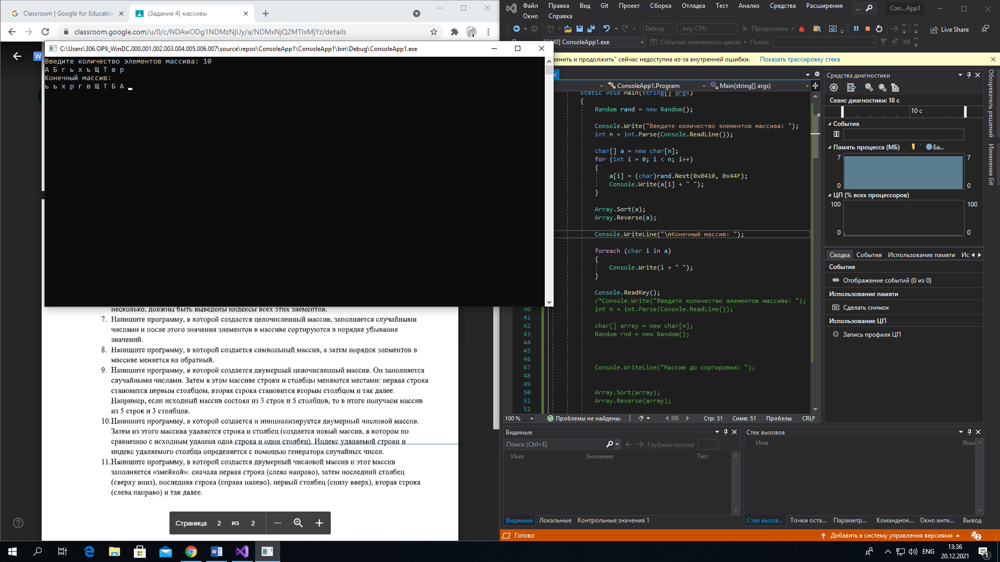 Classroom | Google for Education
(Задание 4) массивы
classroom.google.com/u/0/c/NDAwODg1NDMzNjUy/a/NDMxNjQ2MTIxMjYz/details
C:\Users\306.OP9_WinDC.000.001.002.003.004.005.006.007\source\repos\ConsoleApp1\ConsoleApp1\bin\Debug\ConsoleApp1.exe
Введите количество элементов массива: 10
А Б г ь х ъ Щ Т в р
Конечный массив:
ь ъ х р г в Щ Т Б А
несколько, должны быть выведены индексы всех этих элементов.
7. Напишите программу, в которой создается целочисленный массив, заполняется случайными
числами и после этого значения элементов в массиве сортируются в порядке убывания
значений.
8. Напишите программу, в которой создается символьный массив, а затем порядок элементов в
массиве меняется на обратный.
9. Напишите программу, в которой создается двумерный целочисленный массив. Он заполняется
случайными числами. Затем в этом массиве строки и столбцы меняются местами: первая строка
становится первым столбцом, вторая строка становится вторым столбцом и так далее.
Например, если исходный массив состоял из 3 строк и 5 столбцов, то в итоге получаем массив
из 5 строк и 3 столбцов.
10. Напишите программу, в которой создается и инициализируется двумерный числовой массив.
Затем из этого массива удаляется строка и столбец (создается новый массив, в котором по
сравнению с исходным удалена одна строка и один столбец). Индекс удаляемой строки и
индекс удаляемого столбца определяется с помощью генератора случайных чисел.
11. Напишите программу, в которой создается двумерный числовой массив и этот массив
заполняется «змейкой»: сначала первая строка (слева направо), затем последний столбец
(сверху вниз), последняя строка (справа налево), первый столбец (снизу вверх), вторая строка
(слева направо) и так далее.
Страница 2 из 2
Файл Правка Вид Git Проект Сборка Отладка Тест Анализ Средства Расширения
... Con...App1
Окно Справка
Debug Any CPU Продолжить Live Share
ConsoleApp1.exe События жизненного цикла Поток:
менить и продолжить" сейчас недоступна из-за внутренней ошибки. Показать трассировку стека
ConsoleApp1.Program Main(string[] args)
static void Main(string[] args)
{
Random rand = new Random();
Console.Write("Введите количество элементов массива: ");
int n = int.Parse(Console.ReadLine());
char[] a = new char[n];
for (int i = 0; i < n; i++)
{
a[i] = (char)rand.Next(0x0410, 0x44F);
Console.Write(a[i] + " ");
}
Array.Sort(a);
Array.Reverse(a);
Console.WriteLine("\nКонечный массив: ");
foreach (char i in a)
{
Console.Write(i + " ");
}
Console.ReadKey();
/*Console.Write("Введите количество элементов массива: ");
40 int n = int.Parse(Console.ReadLine());
41
42 char[] array = new char[n];
43 Random rnd = new Random();
44
45
46
47 Console.WriteLine("Массив до сортировки: ");
48
49
50 Array.Sort(array);
51 Array.Reverse(array);
52
100 % Проблемы не найдены. Стр: 31 Симв: 51 Пробелы CRLF
Средства диагностики
Сеанс диагностики: 18 с
10 с
События
Память процесса (МБ) Ба...
7 7
0 0
ЦП (% всех процессоров)
100 100
0 0
Сводка События Использование памяти Ис
События
Отображение событий (0 из 0)
Использование памяти
Сделать снимок
Использование ЦП
Запись профиля ЦП
Обозреватель решений
Изменения Git
Видимые
Поиск (Ctrl+E) Глубина поиска:
Имя Значение Тип
Видимые Локальные Контрольные значения 1
Стек вызовов
Имя Язык
Стек вызов... Точки оста... Параметр... Командное... Окно инте... Вывод
Готово
Добавить в систему управления версиями 2
ENG
13:36
20.12.2021
1